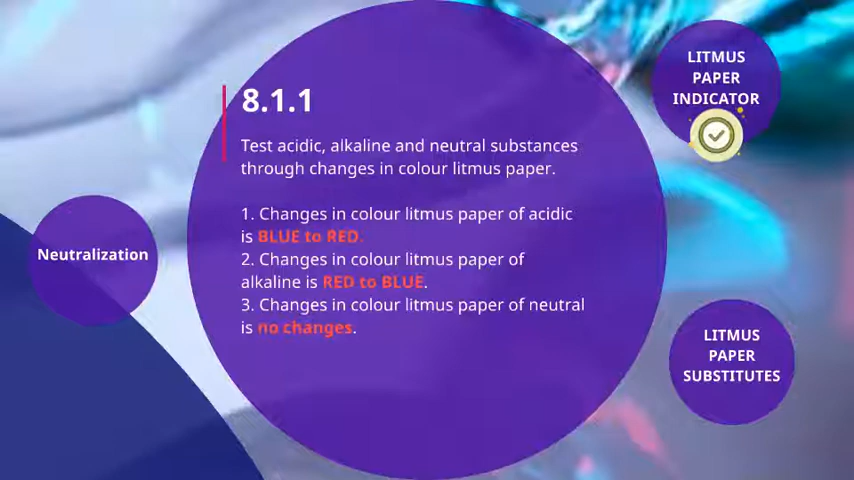 8.1.1
Test acidic, alkaline and neutral substances
through changes in colour litmus paper.
1. Changes in colour litmus paper of acidic
is BLUE to RED.
2. Changes in colour litmus paper of
alkaline is RED to BLUE.
3. Changes in colour litmus paper of neutral
is no changes.
Neutralization
LITMUS
PAPER
INDICATOR
LITMUS
PAPER
SUBSTITUTES